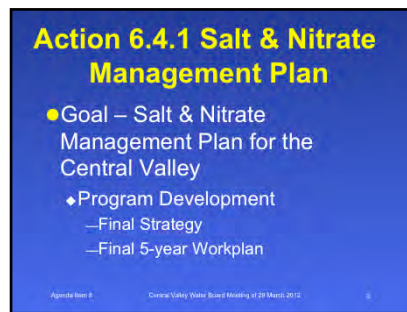 Action 6.4.1 Salt & Nitrate
Management Plan
Goal – Salt & Nitrate
Management Plan for the
Central Valley
Program Development
—Final Strategy
—Final 5-year Workplan
Agenda Item 8 Central Valley Water Board Meeting of 29 March 2012